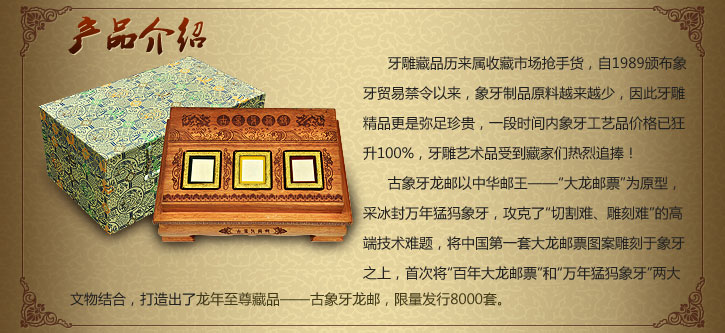 产品介绍
牙雕藏品历来属收藏市场抢手货，自1989颁布象
牙贸易禁令以来，象牙制品原料越来越少，因此牙雕
精品更是弥足珍贵，一段时间内象牙工艺品价格已狂
升100%，牙雕艺术品受到藏家们热烈追捧！
古象牙龙邮以中华邮王——“大龙邮票”为原型，
采冰封万年猛犸象牙，攻克了“切割难、雕刻难”的高
端技术难题，将中国第一套大龙邮票图案雕刻于象牙
之上，首次将“百年大龙邮票”和“万年猛犸象牙”两大
文物结合，打造出了龙年至尊藏品——古象牙龙邮，限量发行8000套。